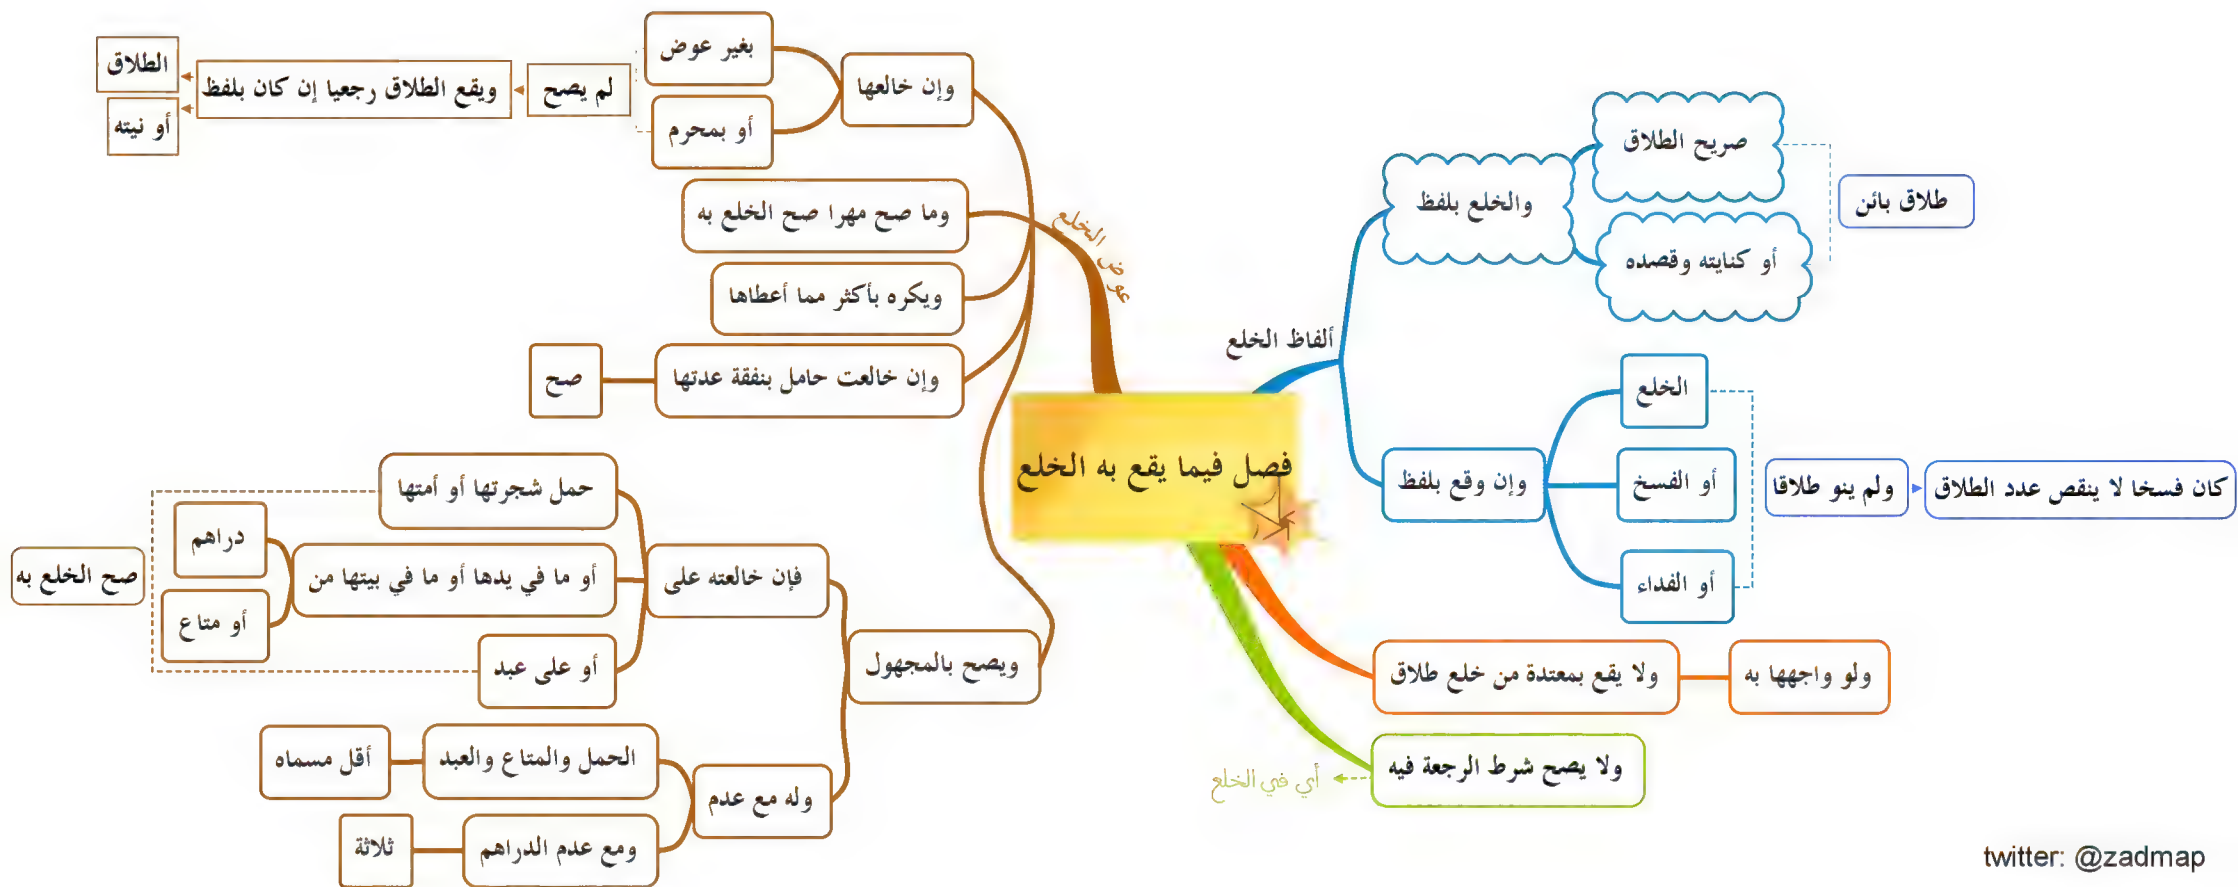 فصل فيما يقع به الخلع
ألفاظ الخلع
والخلع بلفظ
صريح الطلاق
أو كنايته وقصده
طلاق بائن
وإن وقع بلفظ
الخلع
أو الفسخ
أو الفداء
ولم ينو طلاقا
كان فسخا لا ينقص عدد الطلاق
ولا يقع بمعتدة من خلع طلاق
ولو واجهها به
ولا يصح شرط الرجعة فيه
أي في الخلع
عوض الخلع
وإن خالعها
بغير عوض
أو بمحرم
لم يصح
ويقع الطلاق رجعيا إن كان بلفظ
الطلاق
أو نيته
وما صح مهرا صح الخلع به
ويكره بأكثر مما أعطاها
وإن خالعت حامل بنفقة عدتها
صح
ويصح بالمجهول
فإن خالعته على
حمل شجرتها أو أمتها
أو ما في يدها أو ما في بيتها من
دراهم
أو متاع
أو على عبد
صح الخلع به
وله مع عدم
الحمل والمتاع والعبد
أقل مسماه
ومع عدم الدراهم
ثلاثة
twitter: @zadmap